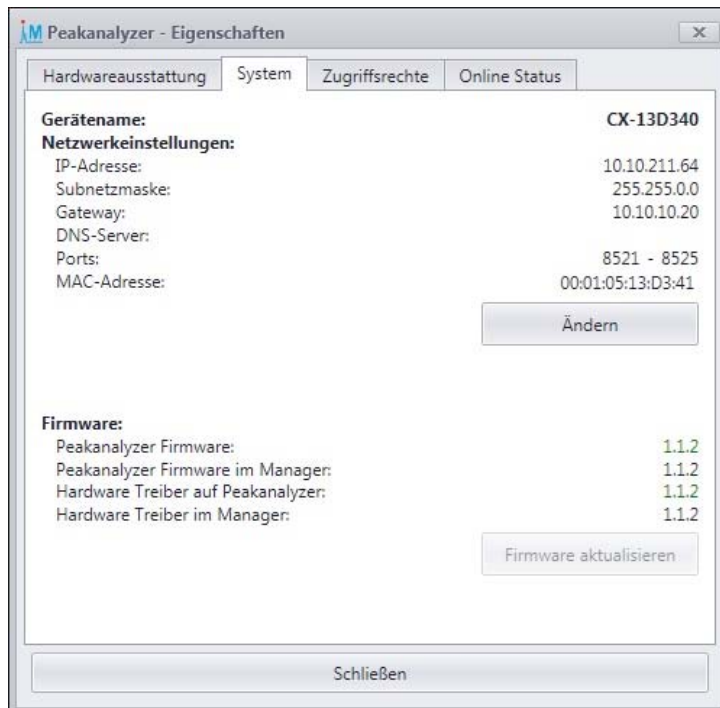 iM Peakanalyzer - Eigenschaften
Hardwareausstattung System Zugriffsrechte Online Status
Gerätename: CX-13D340
Netzwerkeinstellungen:
IP-Adresse: 10.10.211.64
Subnetzmaske: 255.255.0.0
Gateway: 10.10.10.20
DNS-Server:
Ports: 8521 - 8525
MAC-Adresse: 00:01:05:13:D3:41
Ändern
Firmware:
Peakanalyzer Firmware: 1.1.2
Peakanalyzer Firmware im Manager: 1.1.2
Hardware Treiber auf Peakanalyzer: 1.1.2
Hardware Treiber im Manager: 1.1.2
Firmware aktualisieren
Schließen